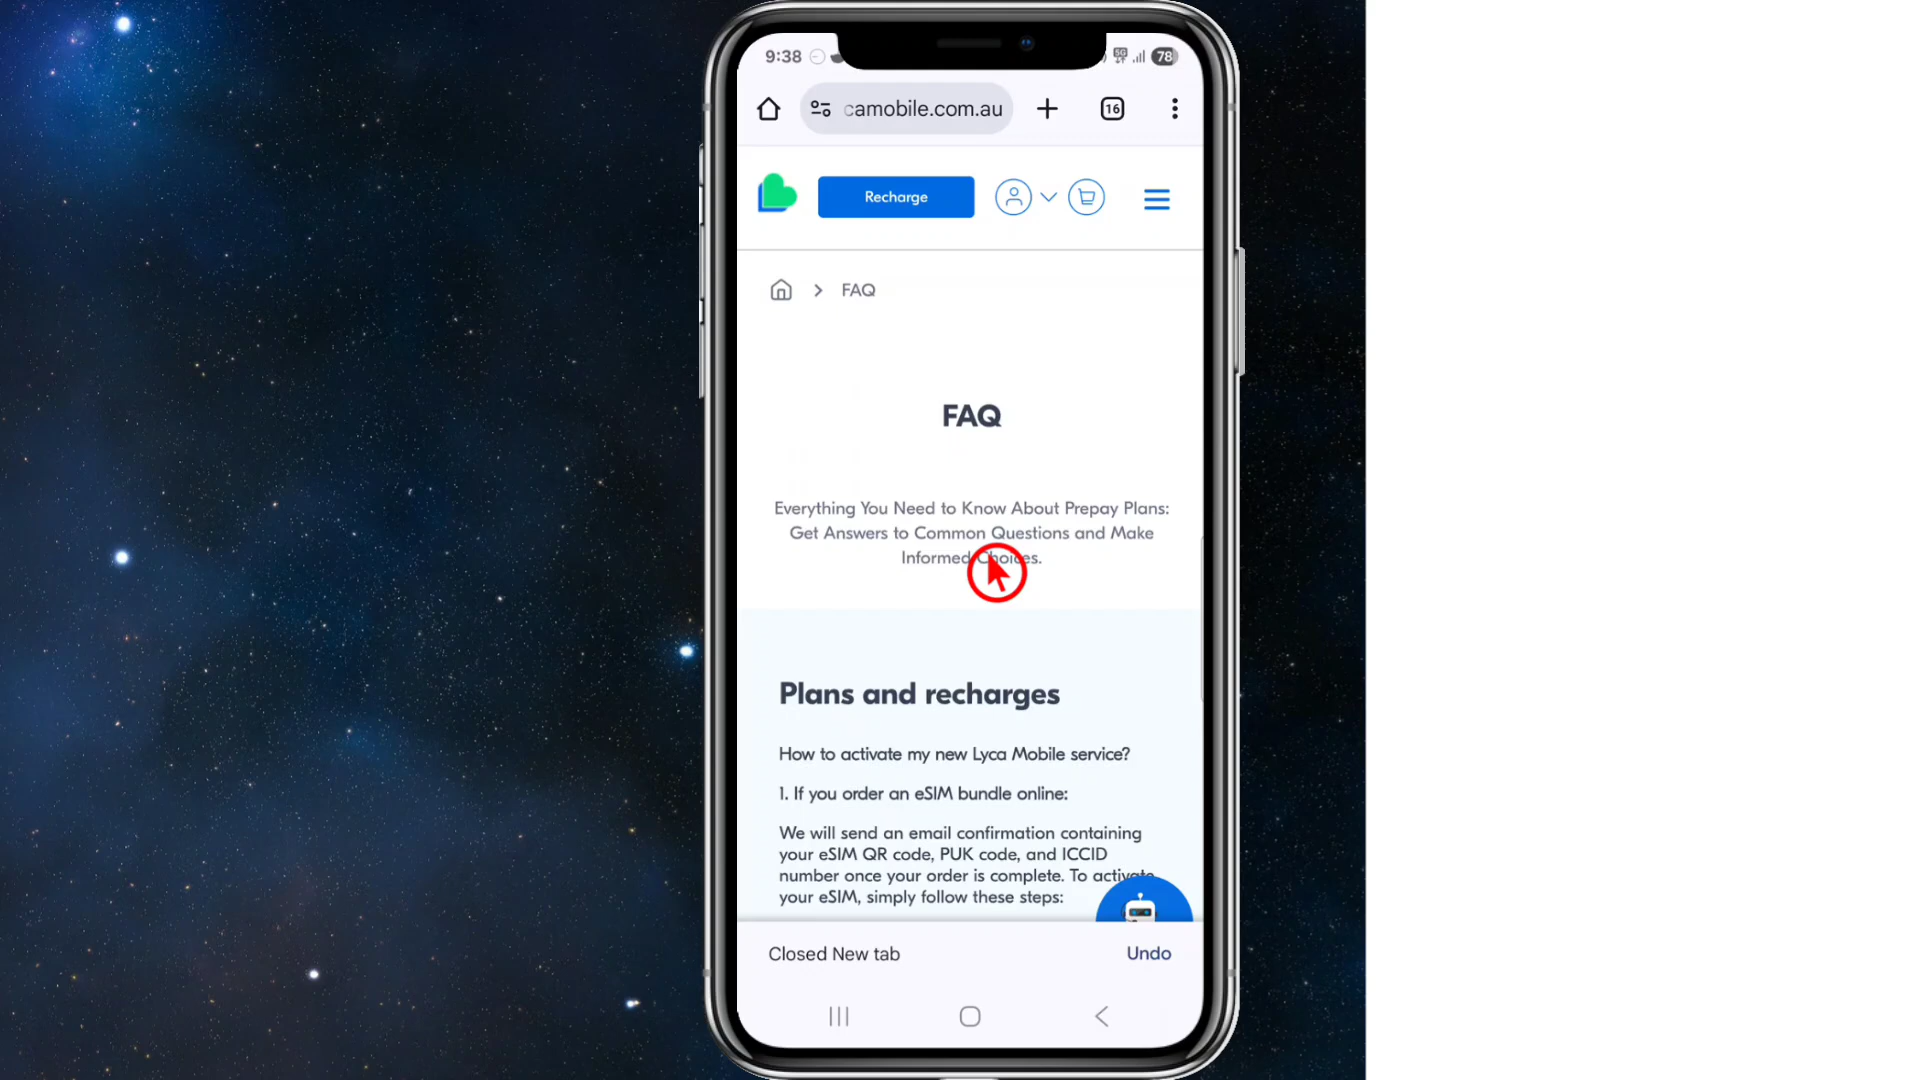 9:38
5G
78
camobile.com.au
16
Recharge
FAQ
FAQ
Everything You Need to Know About Prepay Plans:
Get Answers to Common Questions and Make
Informed Choices.
Plans and recharges
How to activate my new Lyca Mobile service?
1. If you order an eSIM bundle online:
We will send an email confirmation containing
your eSIM QR code, PUK code, and ICCID
number once your order is complete. To activate
your eSIM, simply follow these steps:
Closed New tab
Undo